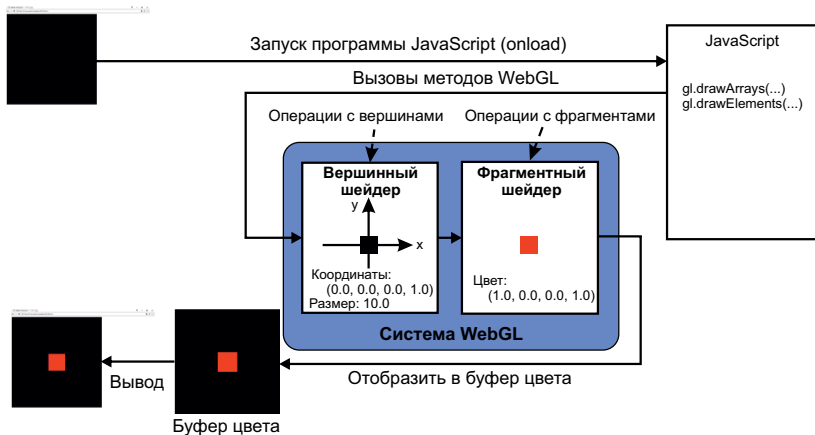 Запуск программы JavaScript (onload)
JavaScript
Вызовы методов WebGL
gl.drawArrays(...)
gl.drawElements(...)
Операции с вершинами
Операции с фрагментами
Вершинный
шейдер
y
x
Координаты:
(0.0, 0.0, 0.0, 1.0)
Размер: 10.0
Фрагментный
шейдер
Цвет:
(1.0, 0.0, 0.0, 1.0)
Система WebGL
Отобразить в буфер цвета
Вывод
Буфер цвета